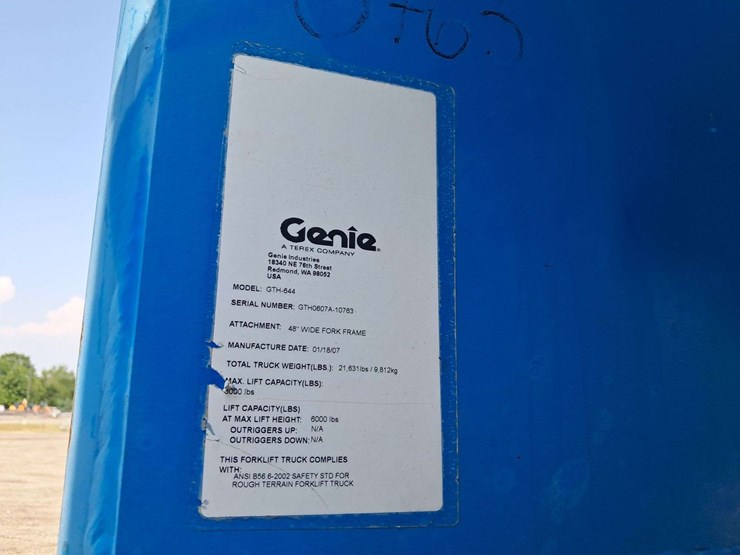 Genie
A TEREX COMPANY
Genie Industries
18340 NE 76th Street
Redmond, WA 98052
USA
MODEL: GTH-644
SERIAL NUMBER: GTH0607A-10763
ATTACHMENT: 48" WIDE FORK FRAME
MANUFACTURE DATE: 01/18/07
TOTAL TRUCK WEIGHT(LBS.): 21,631lbs / 9,812kg
MAX. LIFT CAPACITY(LBS):
lbs
LIFT CAPACITY(LBS)
AT MAX LIFT HEIGHT: 6000 lbs
OUTRIGGERS UP: N/A
OUTRIGGERS DOWN: N/A
THIS FORKLIFT TRUCK COMPLIES
WITH:
ANSI B56.6-2002 SAFETY STD FOR
ROUGH TERRAIN FORKLIFT TRUCK